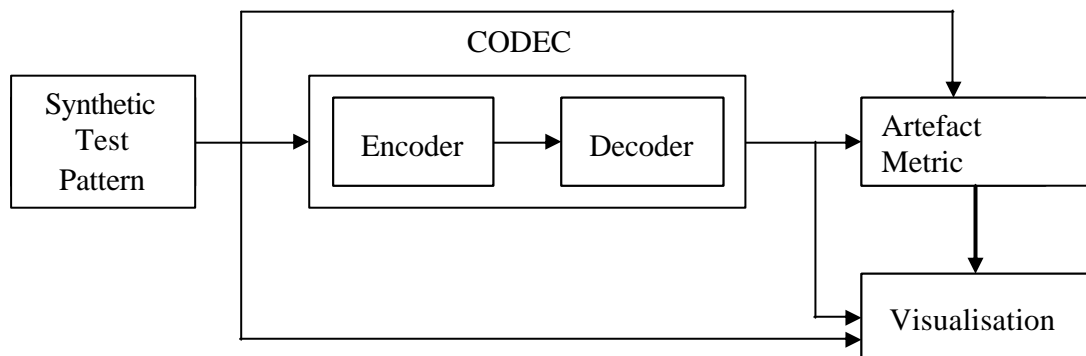 CODEC
Synthetic
Test
Pattern
Encoder
Decoder
Artefact
Metric
Visualisation